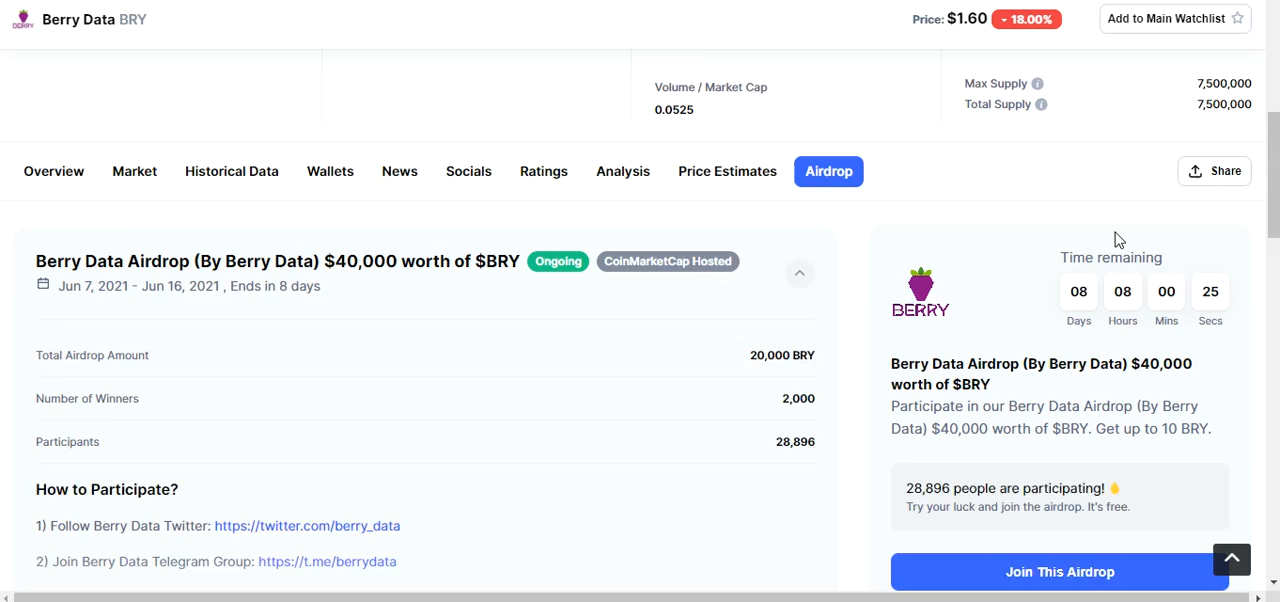 BERRY
Berry Data BRY
Price: $1.60 18.00%
Add to Main Watchlist
Volume / Market Cap
0.0525
Max Supply 7,500,000
Total Supply 7,500,000
Overview Market Historical Data Wallets News Socials Ratings Analysis Price Estimates Airdrop
Share
Berry Data Airdrop (By Berry Data) $40,000 worth of $BRY Ongoing CoinMarketCap Hosted
Jun 7, 2021 - Jun 16, 2021 , Ends in 8 days
Total Airdrop Amount 20,000 BRY
Number of Winners 2,000
Participants 28,896
How to Participate?
1) Follow Berry Data Twitter: https://twitter.com/berry_data
2) Join Berry Data Telegram Group: https://t.me/berrydata
BERRY
Time remaining
08 08 00 25
Days Hours Mins Secs
Berry Data Airdrop (By Berry Data) $40,000
worth of $BRY
Participate in our Berry Data Airdrop (By Berry
Data) $40,000 worth of $BRY. Get up to 10 BRY.
28,896 people are participating!
Try your luck and join the airdrop. It's free.
Join This Airdrop